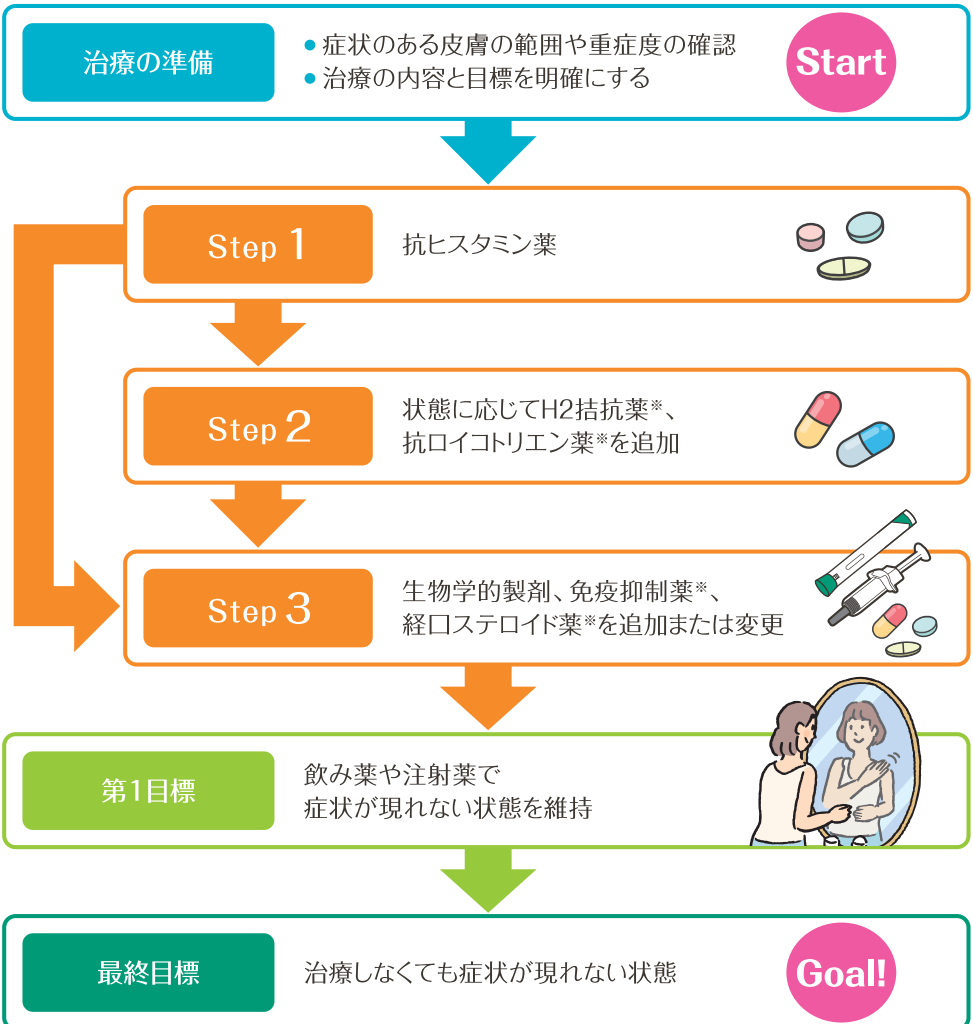 治療の準備
● 症状のある皮膚の範囲や重症度の確認
● 治療の内容と目標を明確にする
Start
Step 1
抗ヒスタミン薬
Step 2
状態に応じてH2拮抗薬※、
抗ロイコトリエン薬※を追加
Step 3
生物学的製剤、免疫抑制薬※、
経口ステロイド薬※を追加または変更
第1目標
飲み薬や注射薬で
症状が現れない状態を維持
最終目標
治療しなくても症状が現れない状態
Goal!